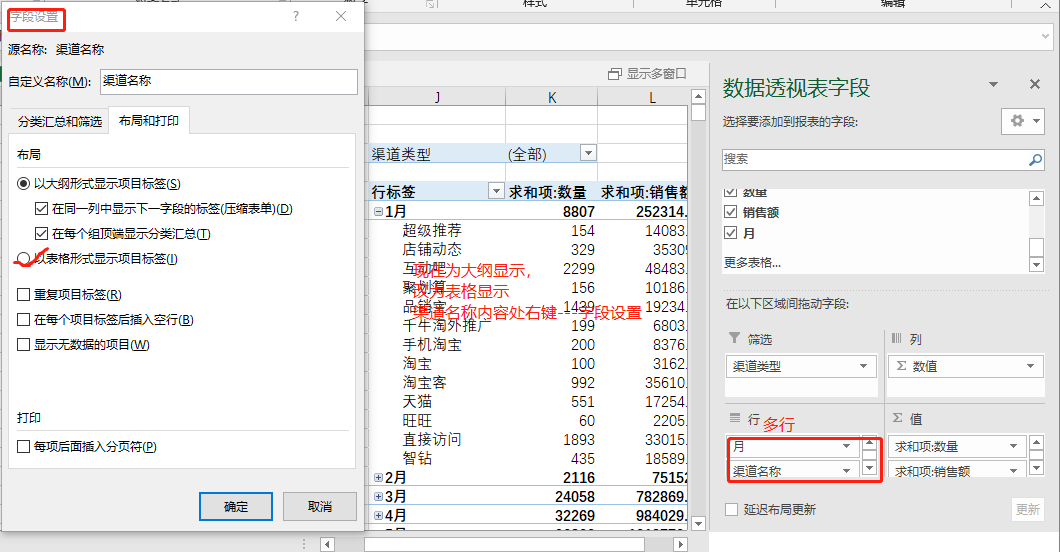 样式
单元格
编辑
字段设置
?
源名称: 渠道名称
自定义名称(M): 渠道名称
分类汇总和筛选 布局和打印
布局
以大纲形式显示项目标签(S)
在同一列中显示下一字段的标签(压缩表单)(D)
在每个组顶端显示分类汇总(T)
以表格形式显示项目标签(I)
重复项目标签(R)
在每个项目标签后插入空行(B)
显示无数据的项目(W)
打印
每项后面插入分页符(P)
确定 取消
显示多窗口
J K L
渠道类型 (全部)
行标签 求和项:数量 求和项:销售额
1月 8807 252314.
超级推荐 154 14083.
店铺动态 329 35309
互动吧 2299 48483.
聚划算 156 10186.
品销宝 1439 19234.
千牛淘外推广 199 6803.
手机淘宝 200 8376.
淘宝 100 3162.
淘宝客 992 35610.
天猫 551 17254.
旺旺 60 2205.
直接访问 1893 33015.
智钻 435 18589.
2月 2116 75152
3月 24058 782869.
4月 32269 984029.
现在为大纲显示，
改为表格显示
渠道名称内容处右键---字段设置
数据透视表字段
选择要添加到报表的字段:
搜索
数量
销售额
月
更多表格...
在以下区域间拖动字段:
筛选 列
渠道类型 Σ 数值
行 多行 Σ 值
月 求和项:数量
渠道名称 求和项:销售额
延迟布局更新 更新